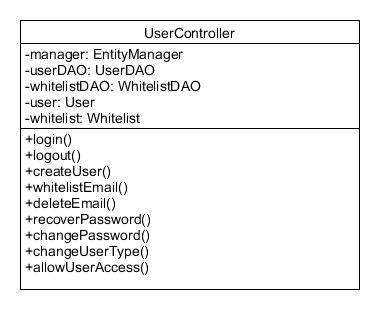 UserController
-manager: EntityManager
-userDAO: UserDAO
-whitelistDAO: WhitelistDAO
-user: User
-whitelist: Whitelist
+login()
+logout()
+createUser()
+whitelistEmail()
+deleteEmail()
+recoverPassword()
+changePassword()
+changeUserType()
+allowUserAccess()